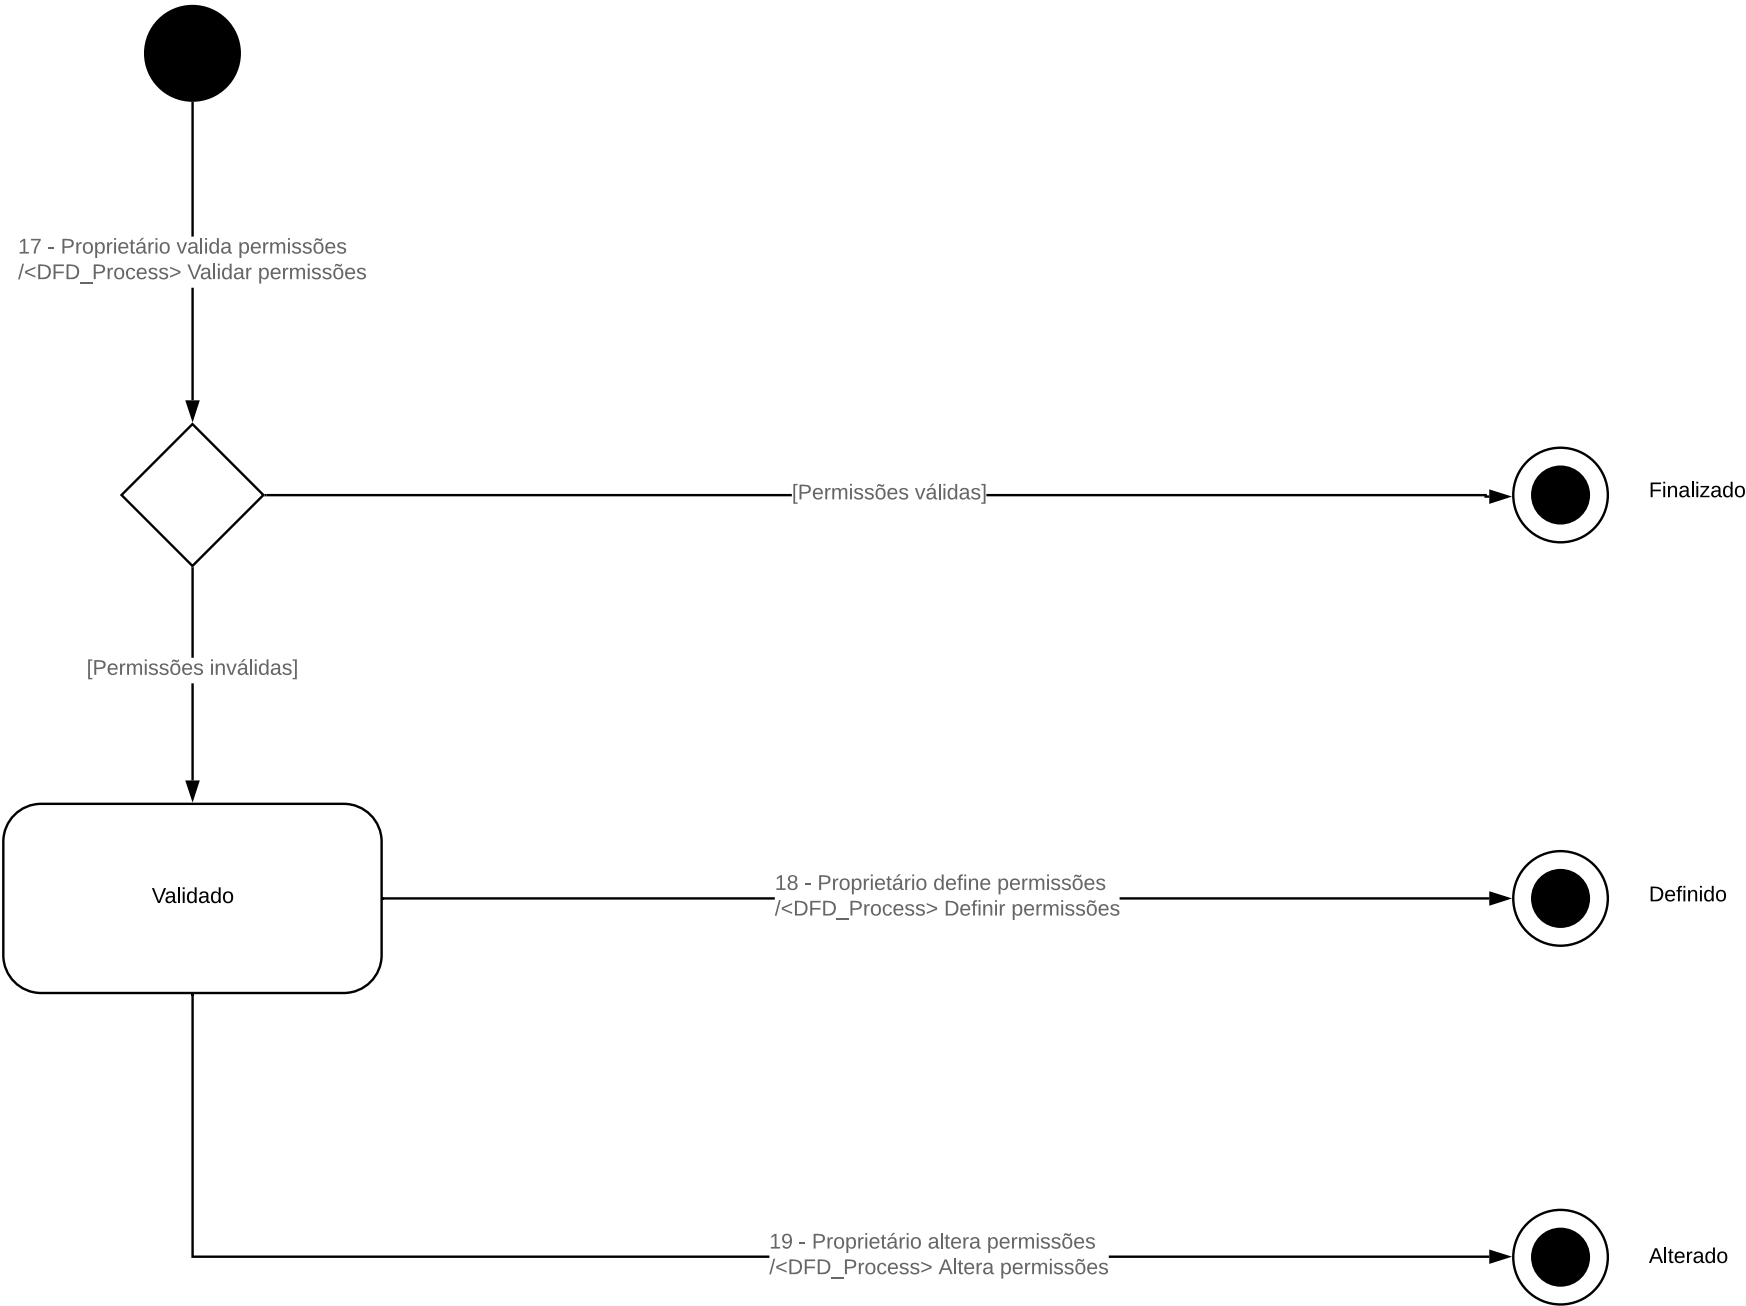 17 - Proprietário valida permissões
/<DFD_Process> Validar permissões
[Permissões válidas]
Finalizado
[Permissões inválidas]
Validado
18 - Proprietário define permissões
/<DFD_Process> Definir permissões
Definido
19 - Proprietário altera permissões
/<DFD_Process> Altera permissões
Alterado